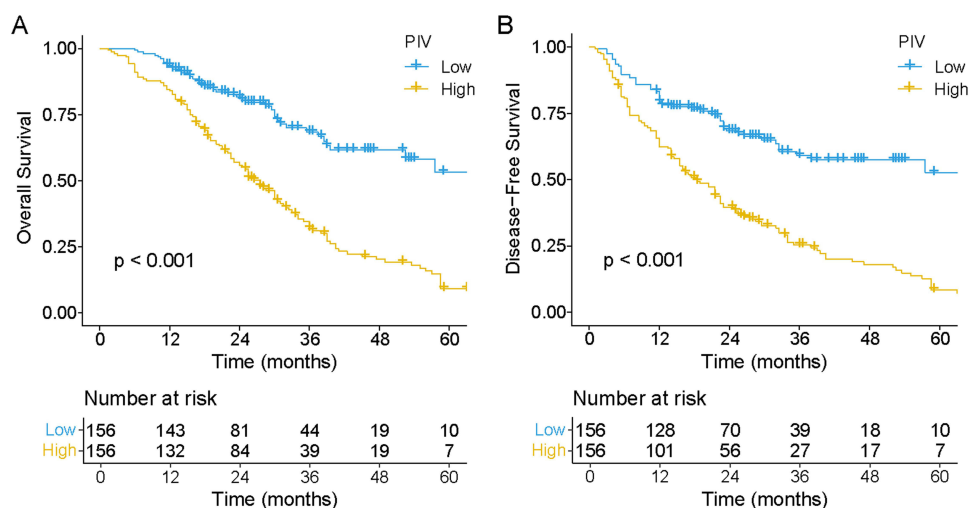 A
PIV
Low
High
1.00
0.75
0.50
0.25
0.00
Overall Survival
p < 0.001
0 12 24 36 48 60
Time (months)
Number at risk
Low 156 143 81 44 19 10
High 156 132 84 39 19 7
0 12 24 36 48 60
Time (months)
B
PIV
Low
High
1.00
0.75
0.50
0.25
0.00
Disease-Free Survival
p < 0.001
0 12 24 36 48 60
Time (months)
Number at risk
Low 156 128 70 39 18 10
High 156 101 56 27 17 7
0 12 24 36 48 60
Time (months)